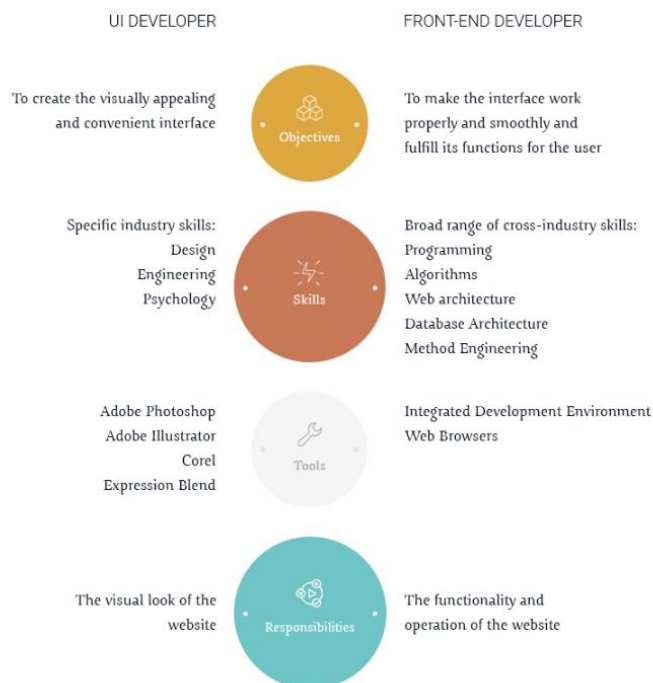 UI DEVELOPER
FRONT-END DEVELOPER
To create the visually appealing
and convenient interface
Objectives
To make the interface work
properly and smoothly and
fulfill its functions for the user
Specific industry skills:
Design
Engineering
Psychology
Skills
Broad range of cross-industry skills:
Programming
Algorithms
Web architecture
Database Architecture
Method Engineering
Adobe Photoshop
Adobe Illustrator
Corel
Expression Blend
Tools
Integrated Development Environment
Web Browsers
The visual look of the
website
Responsibilities
The functionality and
operation of the website